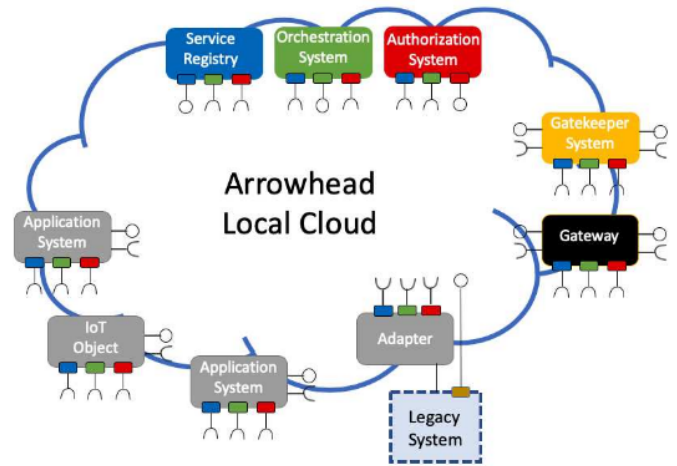 Service
Registry
Orchestration
System
Authorization
System
Gatekeeper
System
Arrowhead
Local Cloud
Application
System
Gateway
IoT
Object
Adapter
Application
System
Legacy
System